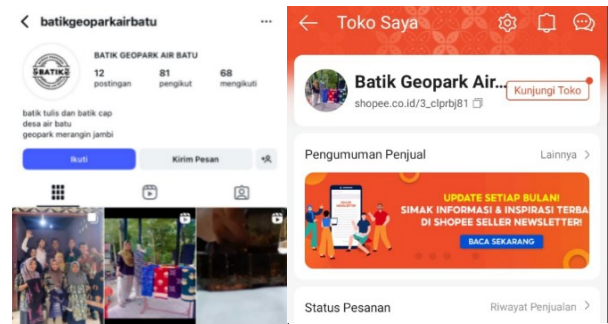 batikgeoparkairbatu
BATIK
BATIK GEOPARK AIR BATU
12 81 68
postingan pengikut mengikuti
batik tulis dan batik cap
desa air batu
geopark merangin jambi
Ikuti Kirim Pesan
Toko Saya
Batik Geopark Air...
Kunjungi Toko
shopee.co.id/3_clprbj81
Pengumuman Penjual Lainnya
UPDATE SETIAP BULAN!
SIMAK INFORMASI & INSPIRASI TERBA
DI SHOPEE SELLER NEWSLETTER!
BACA SEKARANG
Status Pesanan Riwayat Penjualan